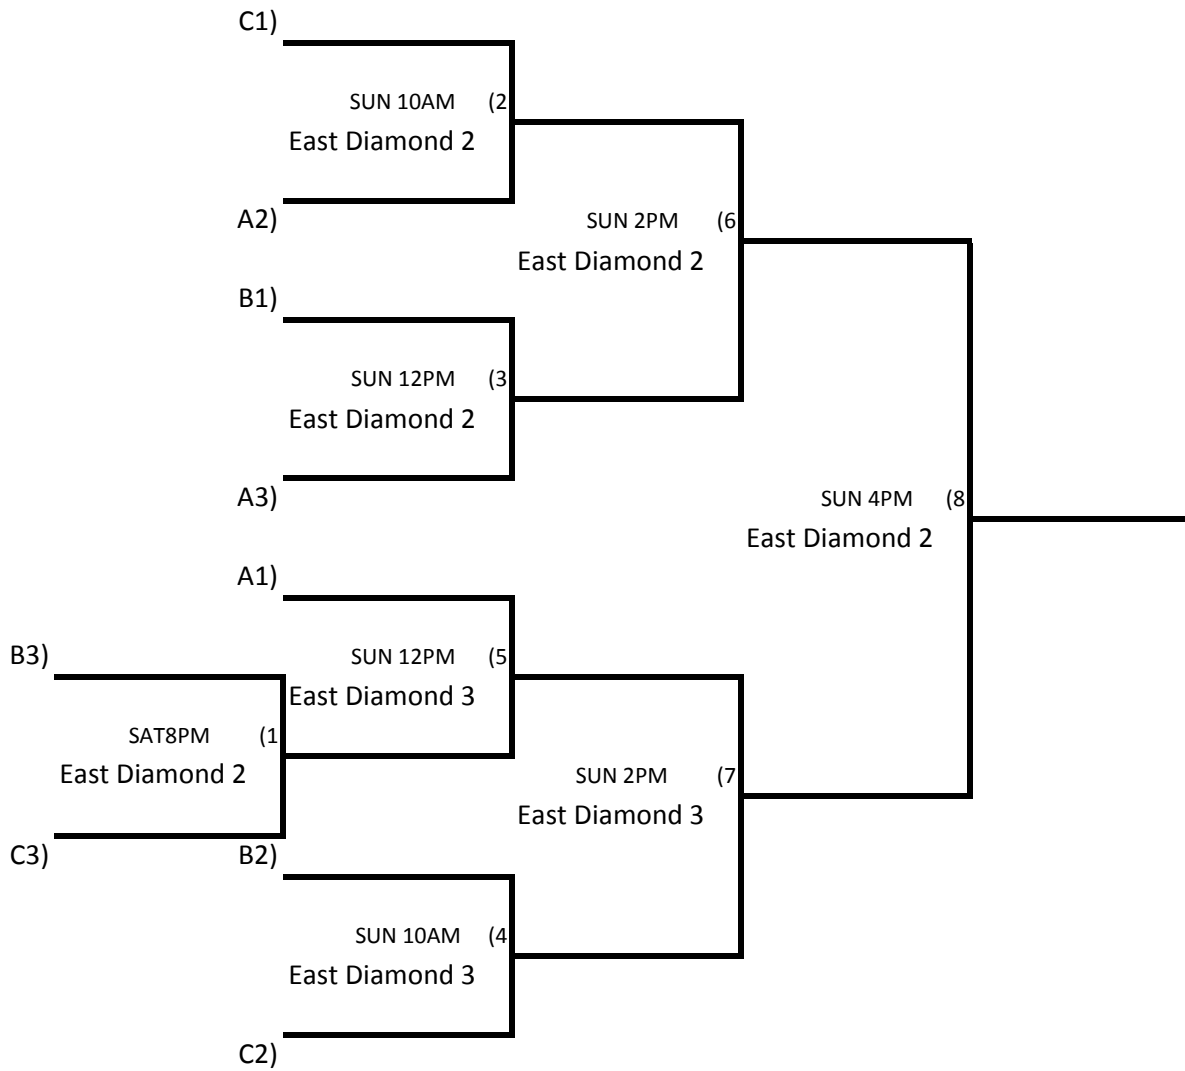 C1)
SUN 10AM (2
East Diamond 2
A2)
SUN 2PM (6
East Diamond 2
B1)
SUN 12PM (3
East Diamond 2
A3)
SUN 4PM (8
East Diamond 2
A1)
B3)
SUN 12PM (5
East Diamond 3
SAT8PM (1
East Diamond 2
SUN 2PM (7
East Diamond 3
C3)
B2)
SUN 10AM (4
East Diamond 3
C2)